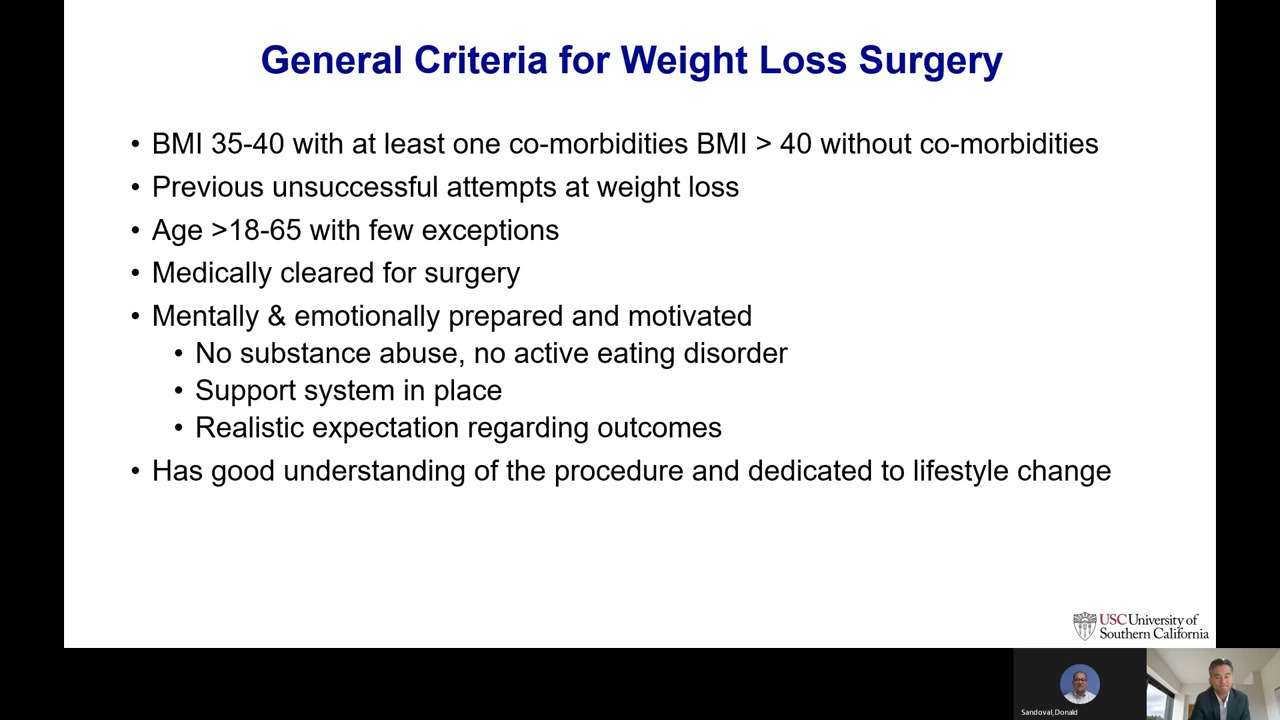 General Criteria for Weight Loss Surgery
• BMI 35-40 with at least one co-morbidities BMI > 40 without co-morbidities
• Previous unsuccessful attempts at weight loss
• Age >18-65 with few exceptions
• Medically cleared for surgery
• Mentally & emotionally prepared and motivated
• No substance abuse, no active eating disorder
• Support system in place
• Realistic expectation regarding outcomes
• Has good understanding of the procedure and dedicated to lifestyle change
USC University of
Southern California
Sandoval,Donald